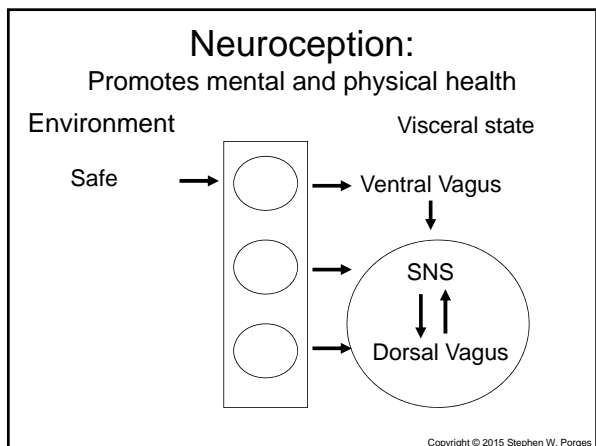 Neuroception:
Promotes mental and physical health
Environment
Visceral state
Safe
Ventral Vagus
SNS
Dorsal Vagus
Copyright © 2015 Stephen W. Porges